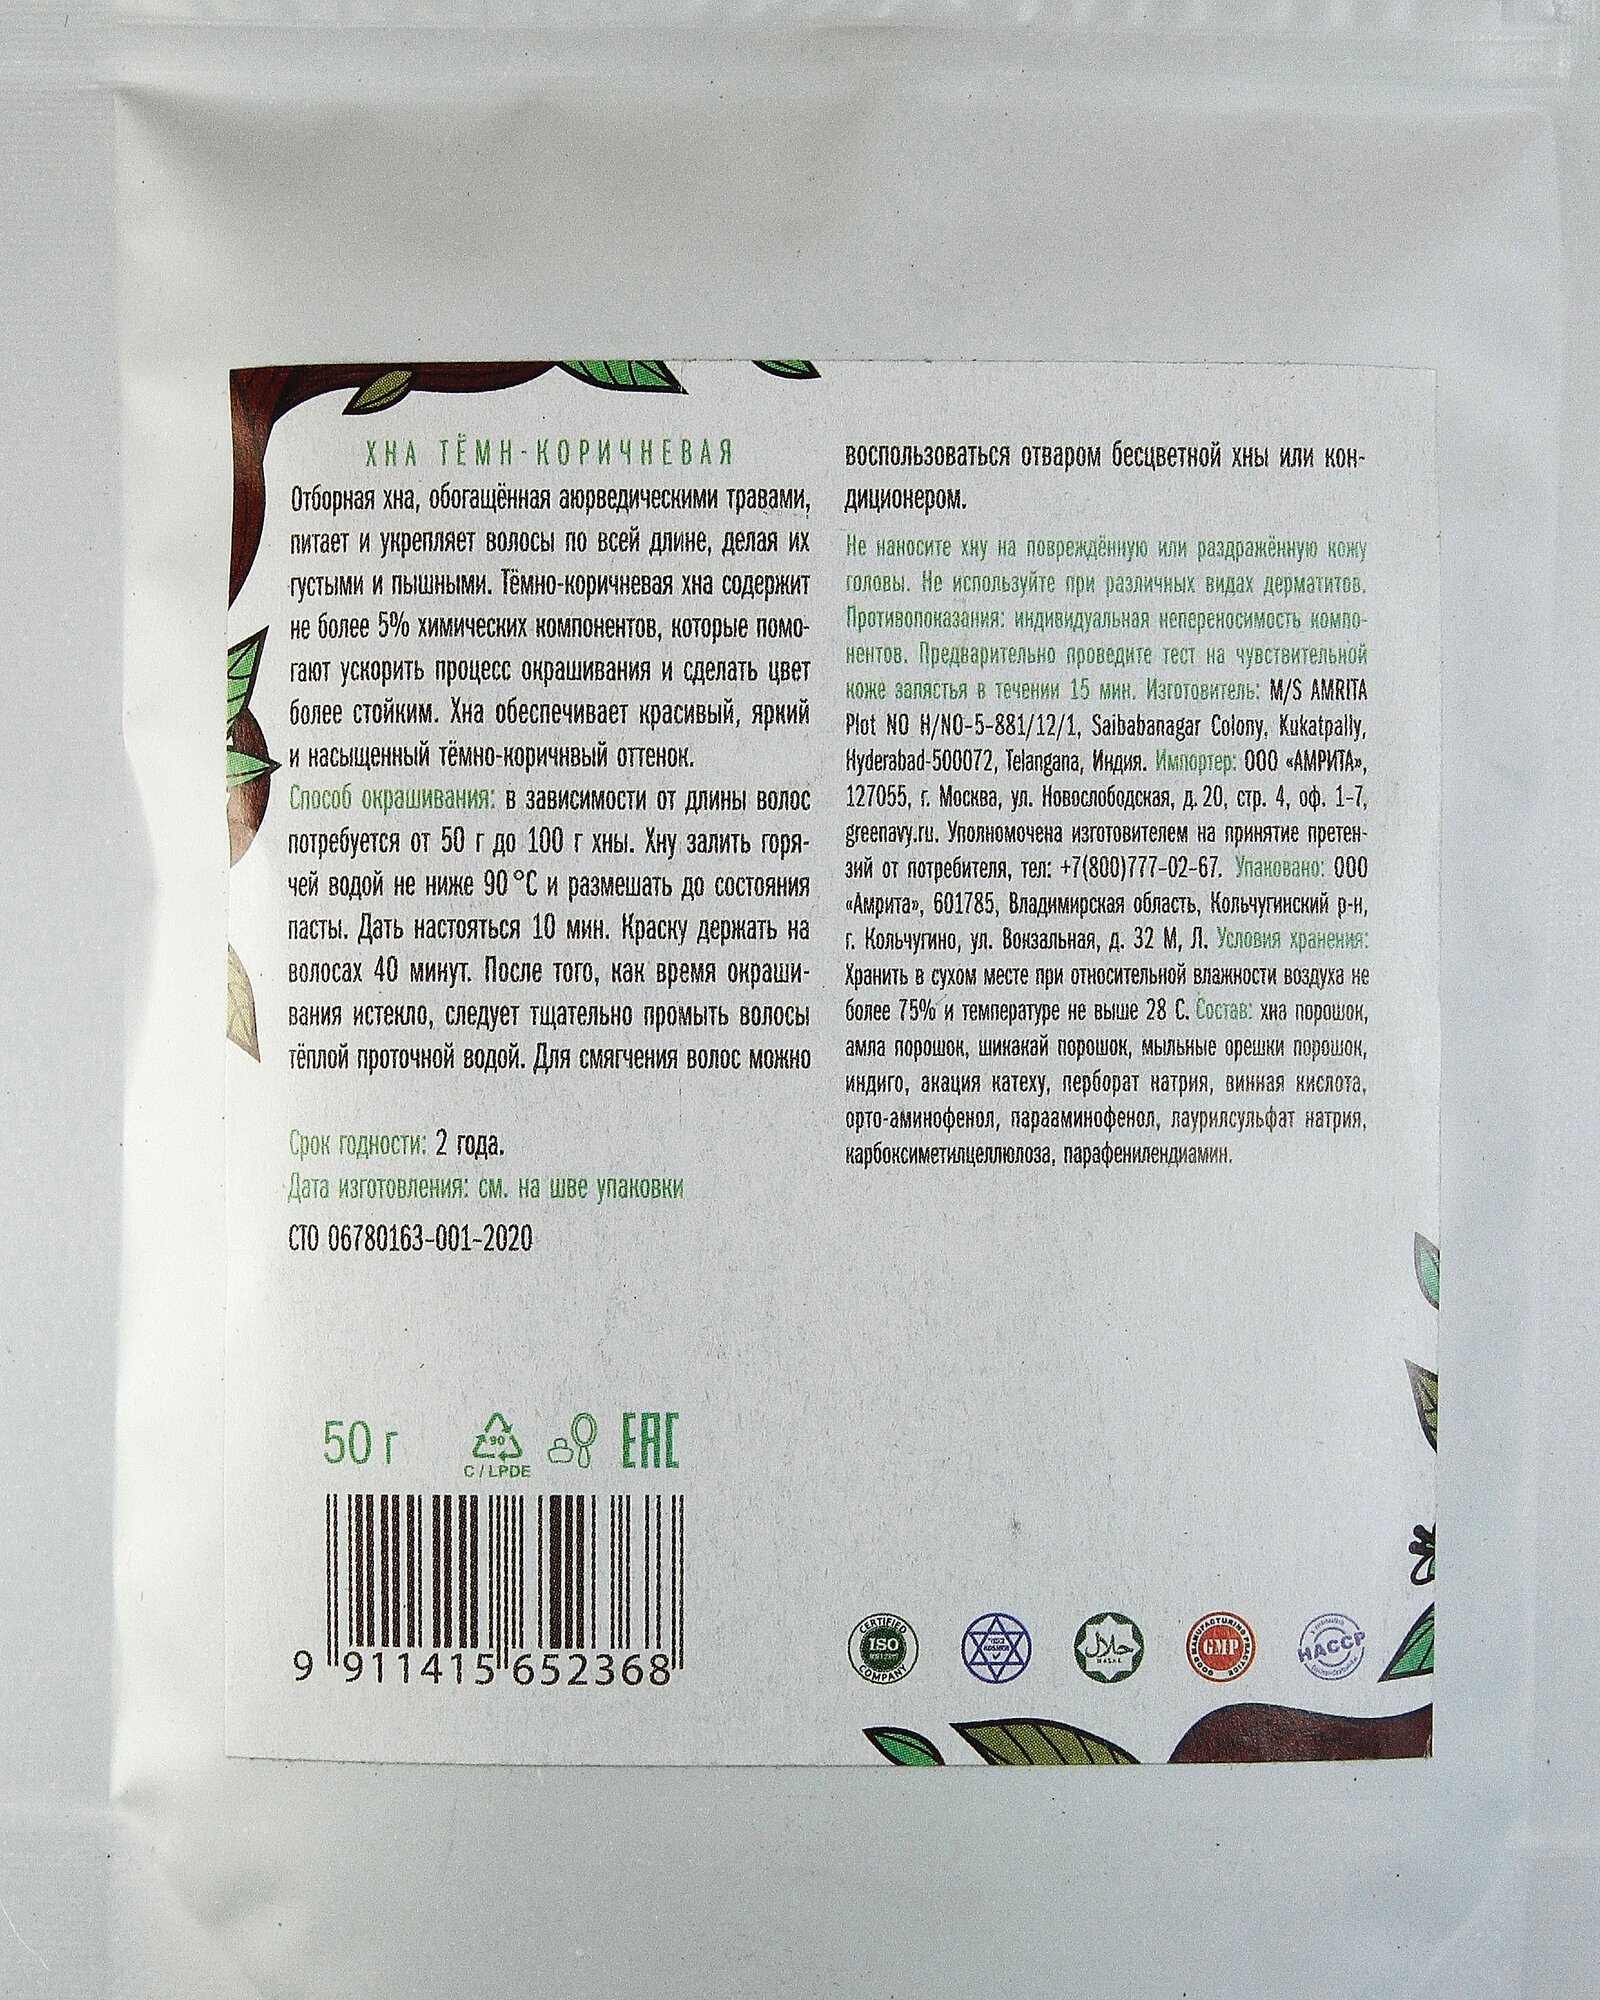 ХНА ТЁМН-КОРИЧНЕВАЯ
Отборная хна, обогащённая аюрведическими травами,
питает и укрепляет волосы по всей длине, делая их
густыми и пышными. Тёмно-коричневая хна содержит
не более 5% химических компонентов, которые помо-
гают ускорить процесс окрашивания и сделать цвет
более стойким. Хна обеспечивает красивый, яркий
и насыщенный тёмно-коричнвый оттенок.
Способ окрашивания: в зависимости от длины волос
потребуется от 50 г до 100 г хны. Хну залить горя-
чей водой не ниже 90°С и размешать до состояния
пасты. Дать настояться 10 мин. Краску держать на
волосах 40 минут. После того, как время окраши-
вания истекло, следует тщательно промыть волосы
тёплой проточной водой. Для смягчения волос можно
Срок годности: 2 года.
Дата изготовления: см. на шве упаковки
СТО 06780163-001-2020
50 г
90
C/LPDE
EAC
9 911415 652368
воспользоваться отваром бесцветной хны или кон-
диционером.
Не наносите хну на повреждённую или раздражённую кожу
головы. Не используйте при различных видах дерматитов.
Противопоказания: индивидуальная непереносимость компо-
нентов. Предварительно проведите тест на чувствительной
коже запястья в течении 15 мин. Изготовитель: M/S AMRITA
Plot NO H/NO-5-881/12/1, Saibabanagar Colony, Kukatpally,
Hyderabad-500072, Telangana, Индия. Импортер: ООО «АМРИТА»,
127055, г. Москва, ул. Новослободская, д. 20, стр. 4, оф. 1-7,
greenavy.ru. Уполномочена изготовителем на принятие претен-
зий от потребителя, тел: +7(800)777-02-67. Упаковано: ООО
«Амрита», 601785, Владимирская область, Кольчугинский р-н,
г. Кольчугино, ул. Вокзальная, д. 32 М, Л. Условия хранения:
Хранить в сухом месте при относительной влажности воздуха не
более 75% и температуре не выше 28 С. Состав: хна порошок,
амла порошок, шикакай порошок, мыльные орешки порошок,
индиго, акация катеху, перборат натрия, винная кислота,
орто-аминофенол, парааминофенол, лаурилсульфат натрия,
карбоксиметилцеллюлоза, парафенилендиамин.
CERTIFIED
ISO
COMPANY
KOSHER
حلال
HALAL
GOOD MANUFACTURING PRACTICE
GMP
HACCP